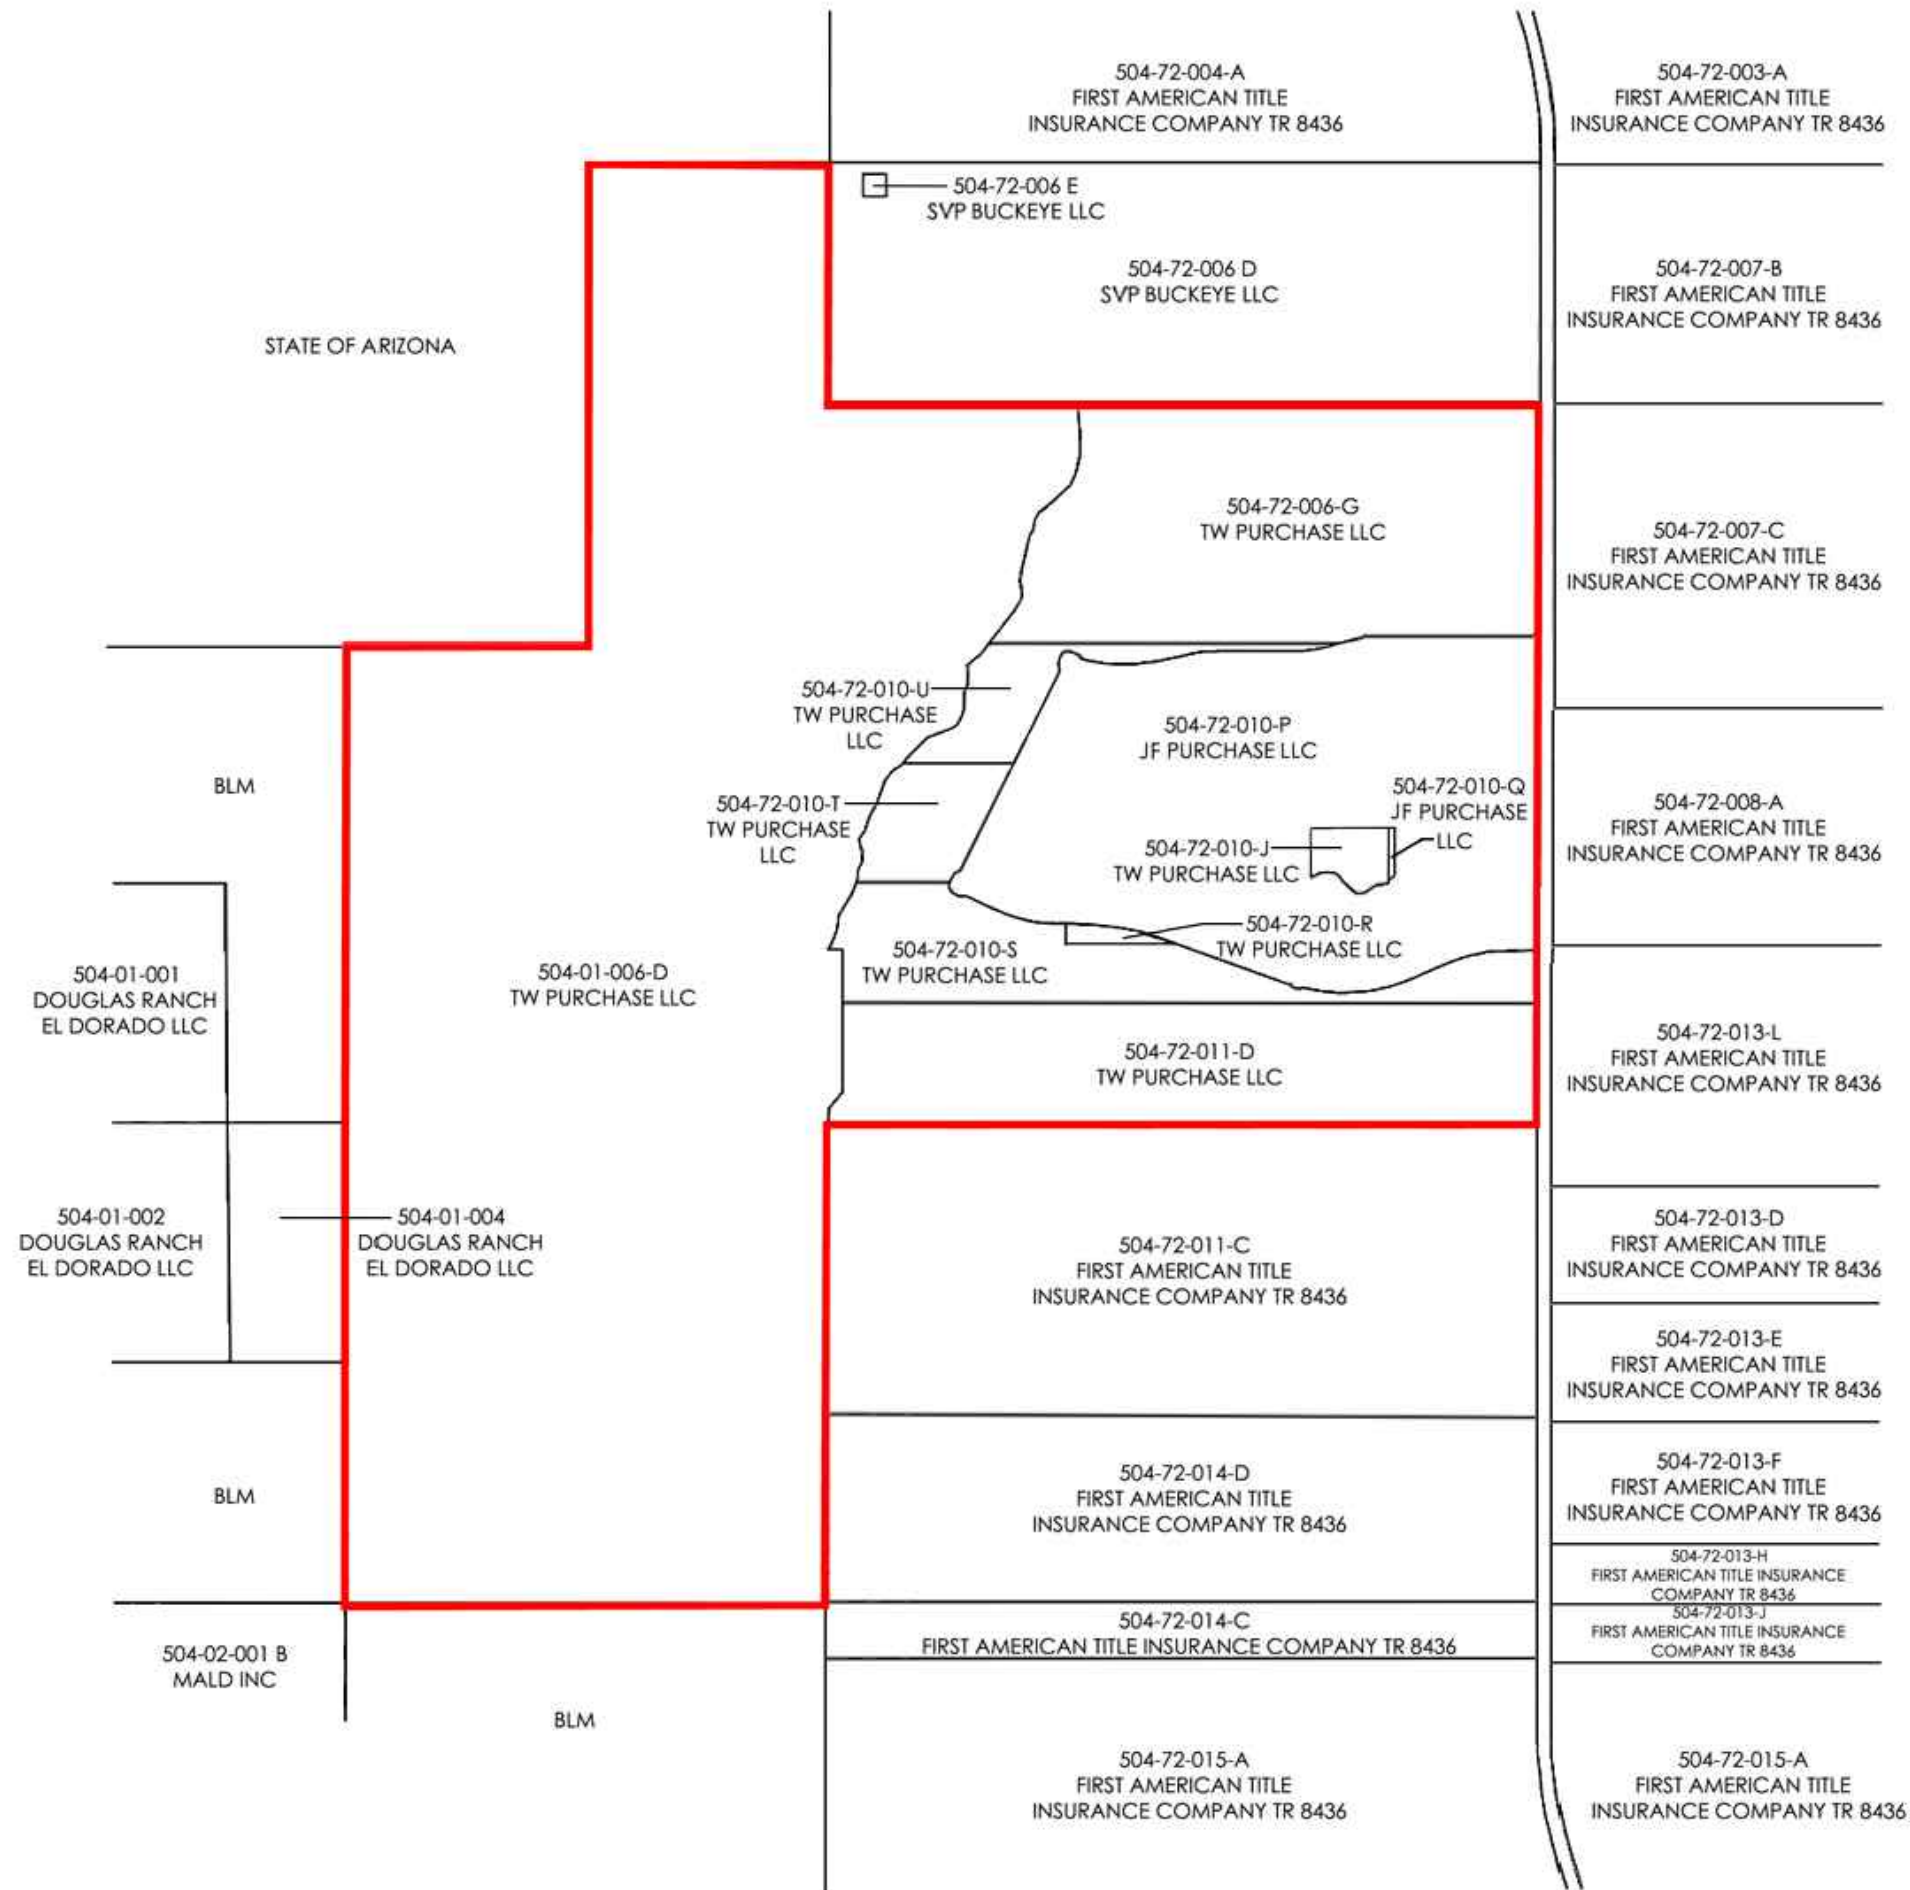 504-72-004-A
FIRST AMERICAN TITLE
INSURANCE COMPANY TR 8436
504-72-003-A
FIRST AMERICAN TITLE
INSURANCE COMPANY TR 8436
504-72-006 E
SVP BUCKEYE LLC
504-72-006 D
SVP BUCKEYE LLC
504-72-007-B
FIRST AMERICAN TITLE
INSURANCE COMPANY TR 8436
STATE OF ARIZONA
504-72-006-G
TW PURCHASE LLC
504-72-007-C
FIRST AMERICAN TITLE
INSURANCE COMPANY TR 8436
504-72-010-U
TW PURCHASE
LLC
504-72-010-P
JF PURCHASE LLC
BLM
504-72-010-T
TW PURCHASE
LLC
504-72-010-Q
JF PURCHASE
LLC
504-72-010-J
TW PURCHASE LLC
504-72-008-A
FIRST AMERICAN TITLE
INSURANCE COMPANY TR 8436
504-72-010-R
TW PURCHASE LLC
504-72-010-S
TW PURCHASE LLC
504-01-001
DOUGLAS RANCH
EL DORADO LLC
504-01-006-D
TW PURCHASE LLC
504-72-011-D
TW PURCHASE LLC
504-72-013-L
FIRST AMERICAN TITLE
INSURANCE COMPANY TR 8436
504-01-002
DOUGLAS RANCH
EL DORADO LLC
504-01-004
DOUGLAS RANCH
EL DORADO LLC
504-72-011-C
FIRST AMERICAN TITLE
INSURANCE COMPANY TR 8436
504-72-013-D
FIRST AMERICAN TITLE
INSURANCE COMPANY TR 8436
504-72-013-E
FIRST AMERICAN TITLE
INSURANCE COMPANY TR 8436
BLM
504-72-014-D
FIRST AMERICAN TITLE
INSURANCE COMPANY TR 8436
504-72-013-F
FIRST AMERICAN TITLE
INSURANCE COMPANY TR 8436
504-72-013-H
FIRST AMERICAN TITLE INSURANCE
COMPANY TR 8436
504-72-014-C
FIRST AMERICAN TITLE INSURANCE COMPANY TR 8436
504-72-013-J
FIRST AMERICAN TITLE INSURANCE
COMPANY TR 8436
504-02-001 B
MALD INC
BLM
504-72-015-A
FIRST AMERICAN TITLE
INSURANCE COMPANY TR 8436
504-72-015-A
FIRST AMERICAN TITLE
INSURANCE COMPANY TR 8436